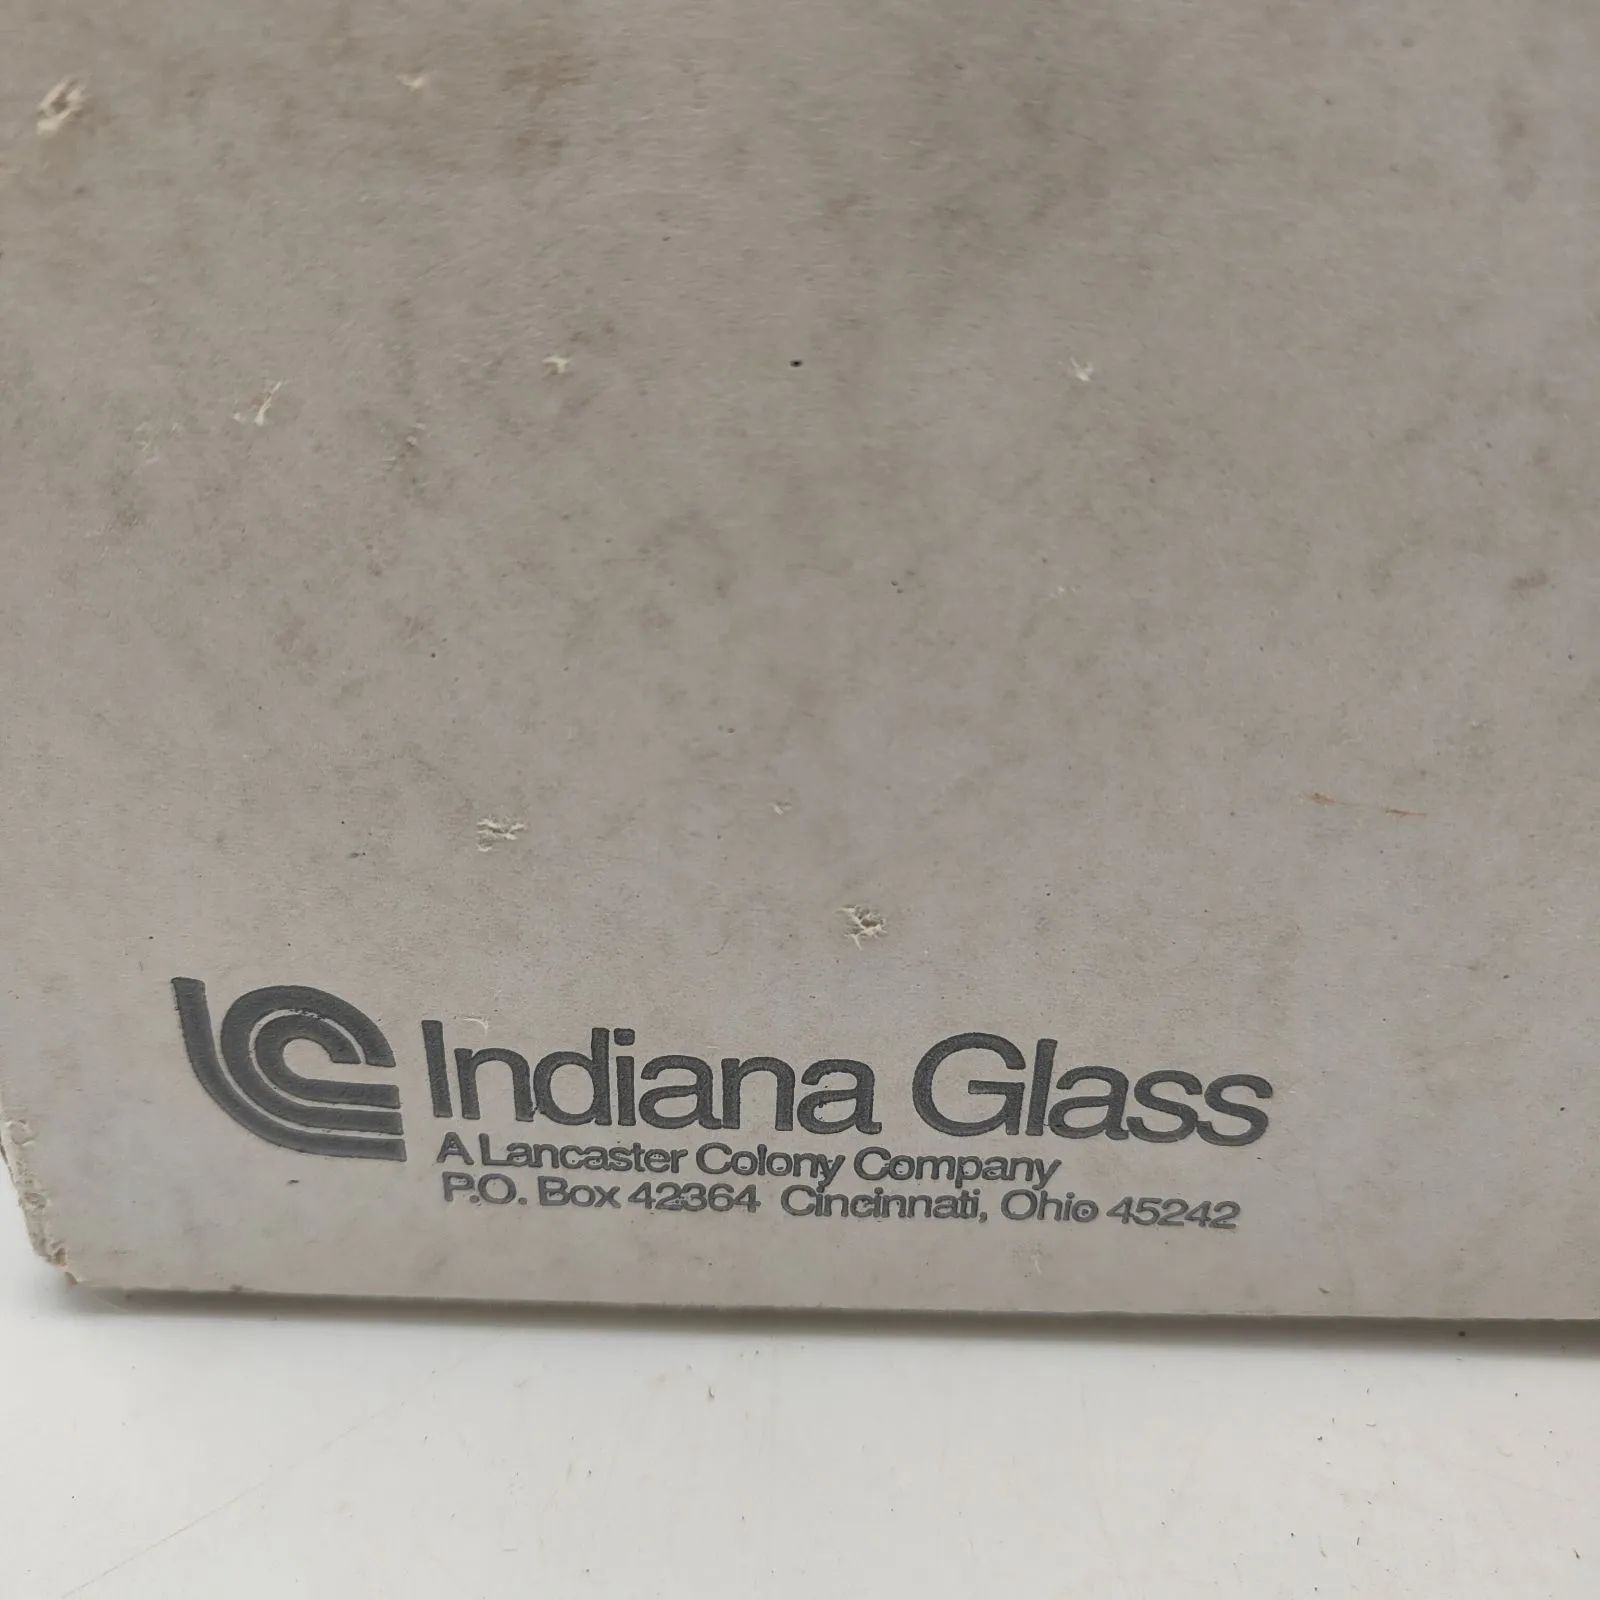 Indiana Glass
A Lancaster Colony Company
P.O. Box 42364 Cincinnati, Ohio 45242